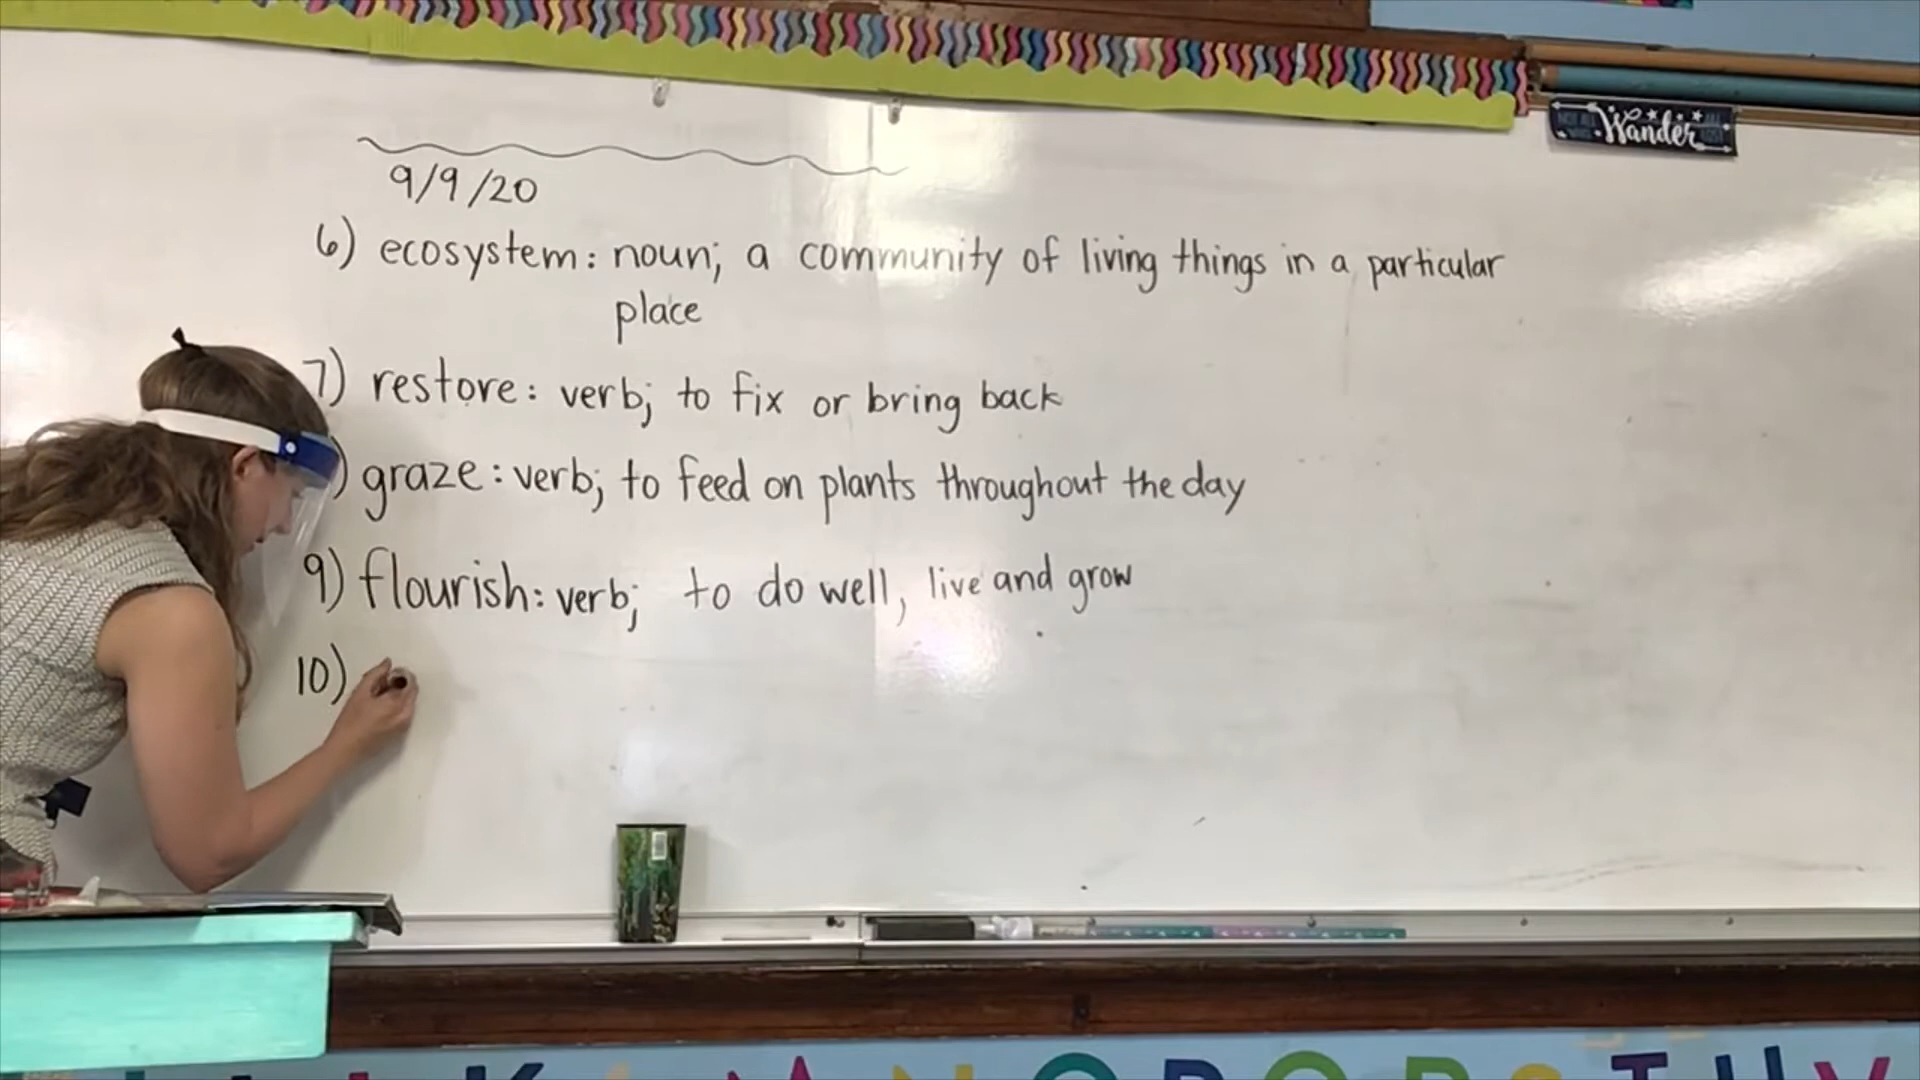 Wander
9/9/20
6) ecosystem: noun; a community of living things in a particular
place
7) restore: verb; to fix or bring back
) graze: verb; to feed on plants throughout the day
9) flourish: verb; to do well, live and grow
10)